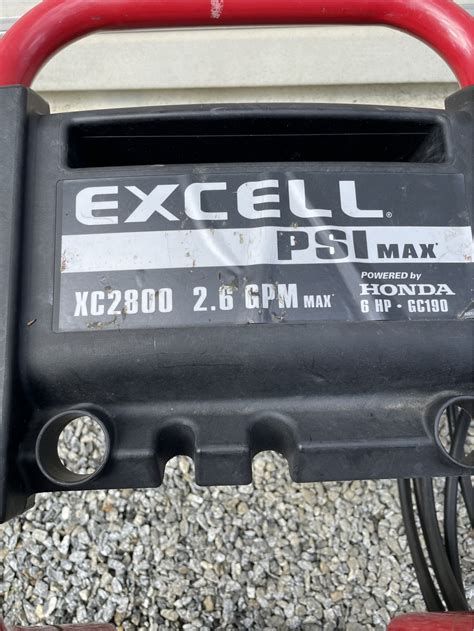 EXCELL®
PSI MAX
XC2800 2.6 GPM MAX
POWERED by
HONDA
6 HP · GC190